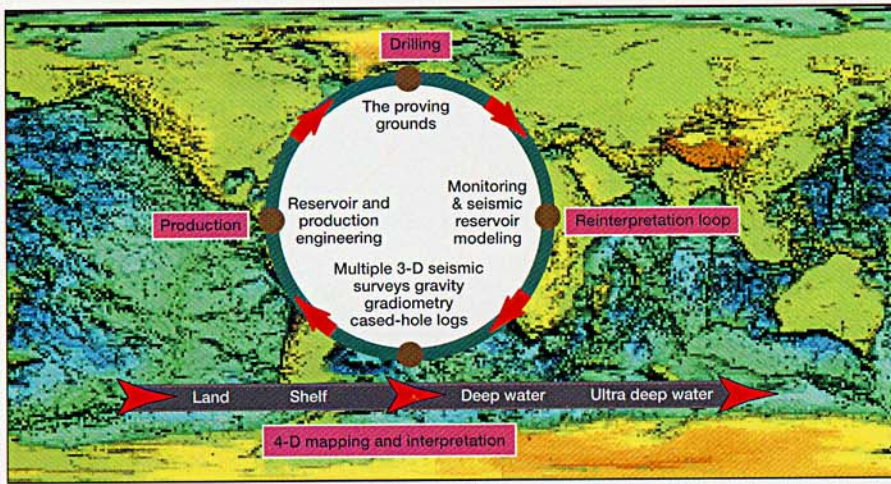 Drilling
The proving
grounds
Production
Reservoir and
production
engineering
Monitoring
& seismic
reservoir
modeling
Reinterpretation loop
Multiple 3-D seismic
surveys gravity
gradiometry
cased-hole logs
Land Shelf Deep water Ultra deep water
4-D mapping and interpretation